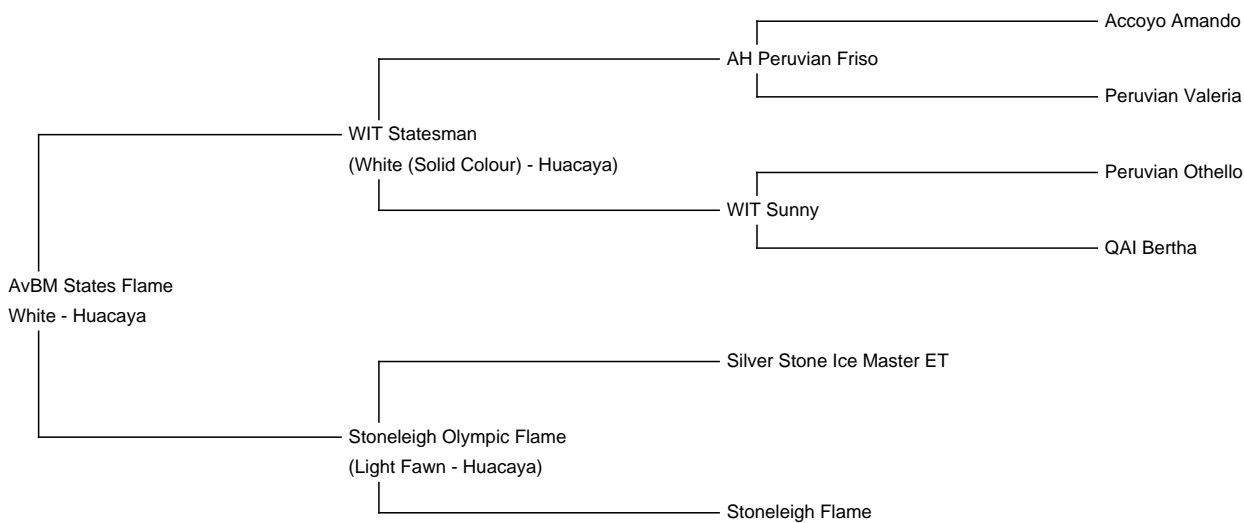 Accoyo Amando
AH Peruvian Friso
Peruvian Valeria
WIT Statesman
(White (Solid Colour) - Huacaya)
Peruvian Othello
WIT Sunny
QAI Bertha
AvBM States Flame
White - Huacaya
Silver Stone Ice Master ET
Stoneleigh Olympic Flame
(Light Fawn - Huacaya)
Stoneleigh Flame